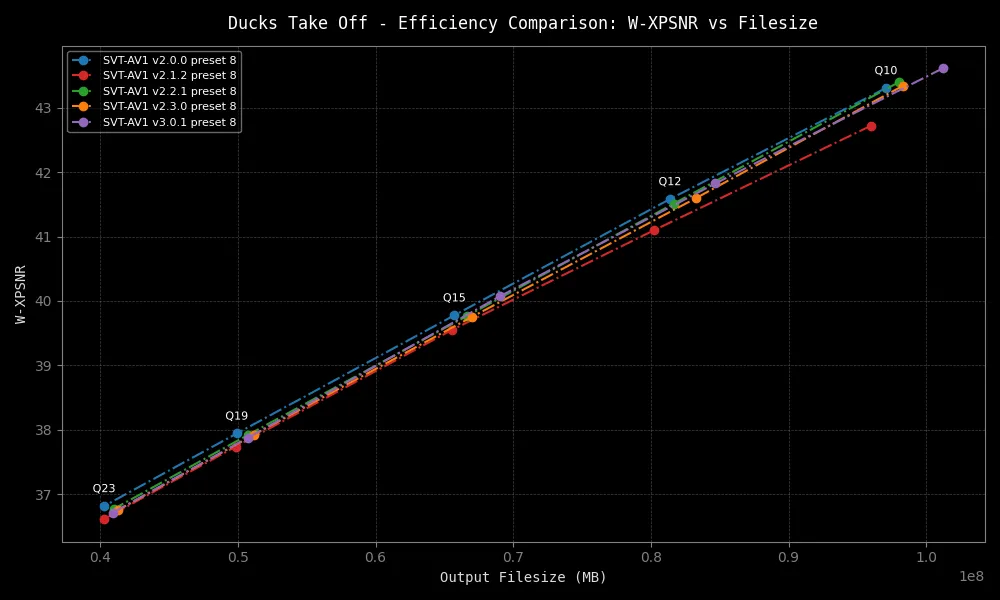 Ducks Take Off - Efficiency Comparison: W-XPSNR vs Filesize
SVT-AV1 v2.0.0 preset 8
SVT-AV1 v2.1.2 preset 8
SVT-AV1 v2.2.1 preset 8
SVT-AV1 v2.3.0 preset 8
SVT-AV1 v3.0.1 preset 8
Q10
Q12
Q15
Q19
Q23
W-XPSNR
43
42
41
40
39
38
37
0.4 0.5 0.6 0.7 0.8 0.9 1.0
1e8
Output Filesize (MB)